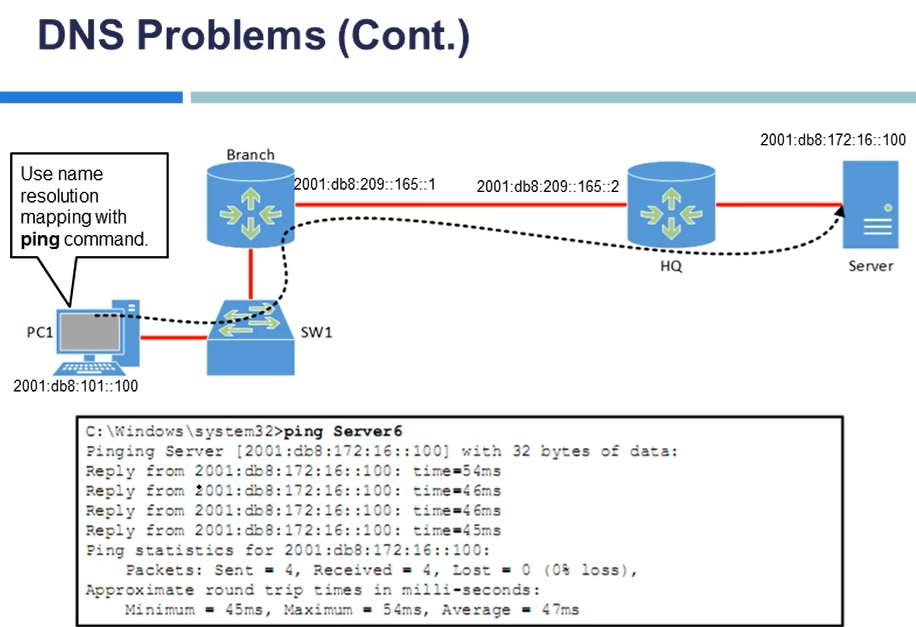 DNS Problems (Cont.)
2001:db8:172:16::100
Branch
Use name
resolution
mapping with
ping command.
2001:db8:209::165::1
2001:db8:209::165::2
HQ
Server
PC1
SW1
2001:db8:101::100
C:\Windows\system32>ping Server6
Pinging Server [2001:db8:172:16::100] with 32 bytes of data:
Reply from 2001:db8:172:16::100: time=54ms
Reply from 2001:db8:172:16::100: time=46ms
Reply from 2001:db8:172:16::100: time=46ms
Reply from 2001:db8:172:16::100: time=45ms
Ping statistics for 2001:db8:172:16::100:
Packets: Sent = 4, Received = 4, Lost = 0 (0% loss),
Approximate round trip times in milli-seconds:
Minimum = 45ms, Maximum = 54ms, Average = 47ms